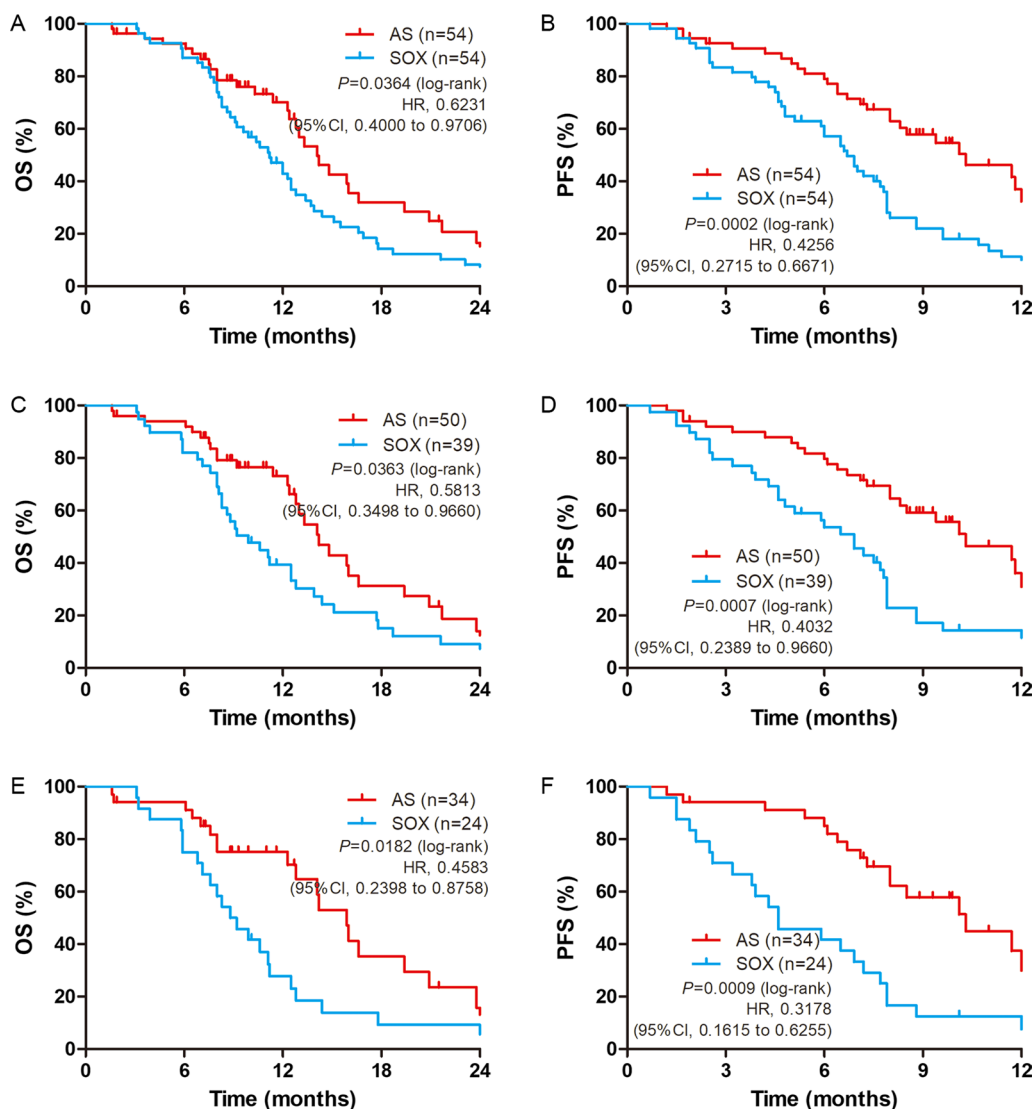 A
100
80
60
40
20
0
OS (%)
AS (n=54)
SOX (n=54)
P=0.0364 (log-rank)
HR, 0.6231
(95%CI, 0.4000 to 0.9706)
0 6 12 18 24
Time (months)
B
100
80
60
40
20
0
PFS (%)
AS (n=54)
SOX (n=54)
P=0.0002 (log-rank)
HR, 0.4256
(95%CI, 0.2715 to 0.6671)
0 3 6 9 12
Time (months)
C
100
80
60
40
20
0
OS (%)
AS (n=50)
SOX (n=39)
P=0.0363 (log-rank)
HR, 0.5813
(95%CI, 0.3498 to 0.9660)
0 6 12 18 24
Time (months)
D
100
80
60
40
20
0
PFS (%)
AS (n=50)
SOX (n=39)
P=0.0007 (log-rank)
HR, 0.4032
(95%CI, 0.2389 to 0.9660)
0 3 6 9 12
Time (months)
E
100
80
60
40
20
0
OS (%)
AS (n=34)
SOX (n=24)
P=0.0182 (log-rank)
HR, 0.4583
(95%CI, 0.2398 to 0.8758)
0 6 12 18 24
Time (months)
F
100
80
60
40
20
0
PFS (%)
AS (n=34)
SOX (n=24)
P=0.0009 (log-rank)
HR, 0.3178
(95%CI, 0.1615 to 0.6255)
0 3 6 9 12
Time (months)